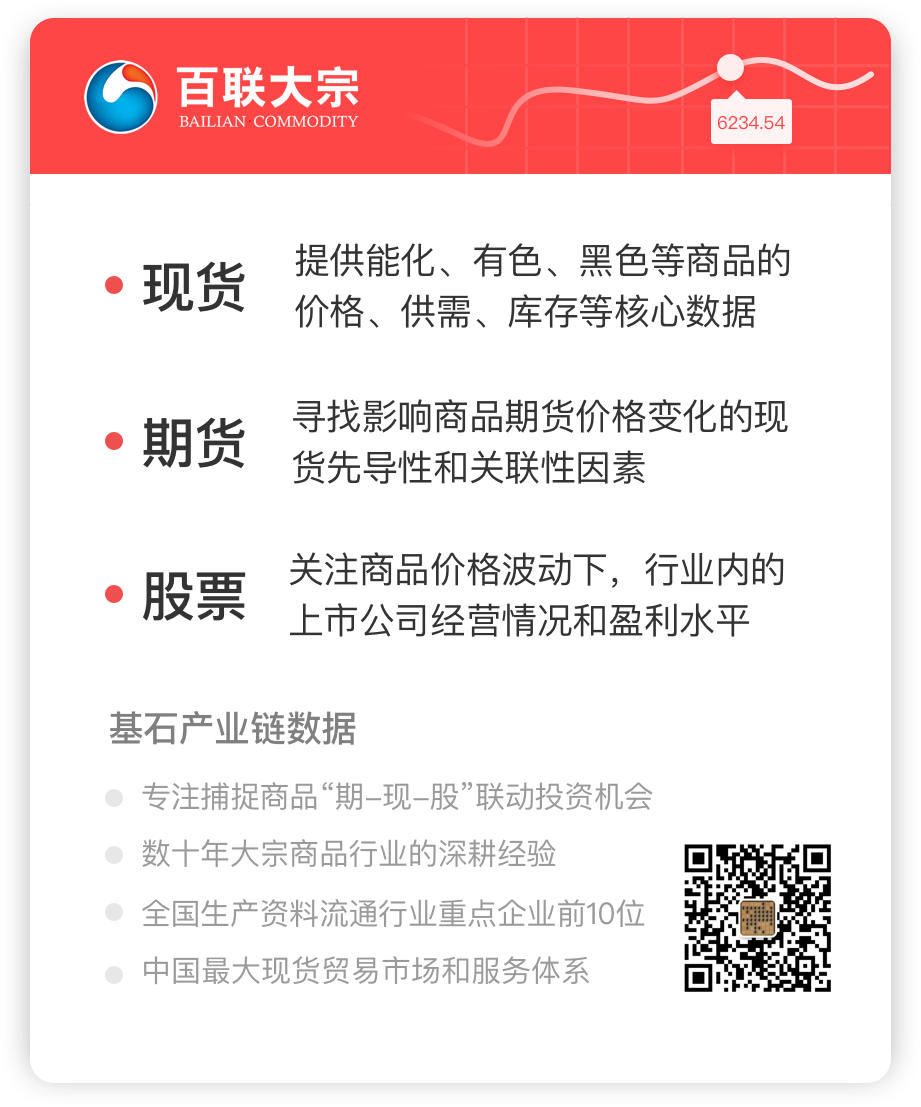 百联大宗
BAILIAN COMMODITY
6234.54
现货
提供能化、有色、黑色等商品的
价格、供需、库存等核心数据
期货
寻找影响商品期货价格变化的现
货先导性和关联性因素
股票
关注商品价格波动下，行业内的
上市公司经营情况和盈利水平
基石产业链数据
专注捕捉商品“期–现–股”联动投资机会
数十年大宗商品行业的深耕经验
全国生产资料流通行业重点企业前10位
中国最大现货贸易市场和服务体系